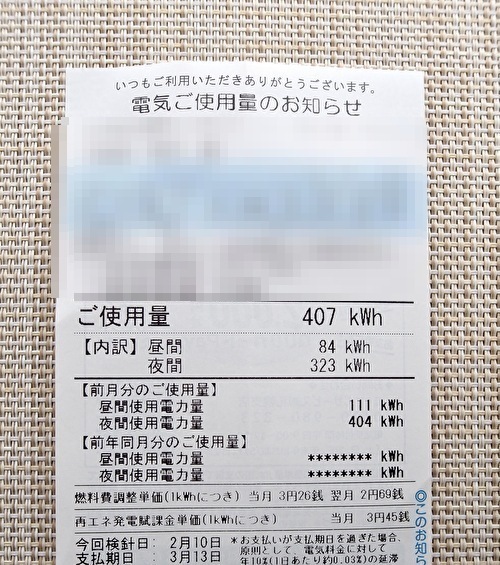 いつもご利用いただきありがとうございます。
電気ご使用量のお知らせ
ご使用量 407 kWh
【内訳】昼間 84 kWh
夜間 323 kWh
【前月分のご使用量】
昼間使用電力量 111 kWh
夜間使用電力量 404 kWh
【前年同月分のご使用量】
昼間使用電力量 ******** kWh
夜間使用電力量 ******** kWh
燃料費調整単価(1kWhにつき) 当月 3円26銭 翌月 2円69銭
再エネ発電賦課金単価(1kWhにつき) 当月 3円45銭
今回検針日: 2月10日
支払期日 : 3月13日
*お支払いが支払期日を過ぎた場合、
原則として、電気料金に対して
年10%(1日あたり約0.03%)の延滞
◎このお知ら